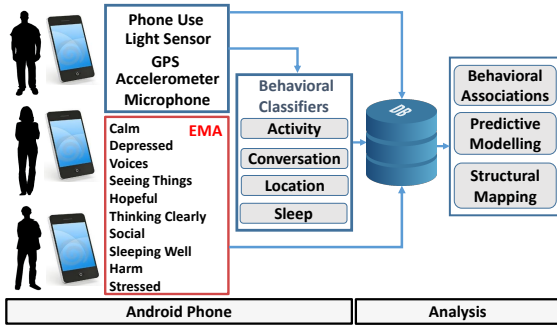 Phone Use
Light Sensor
GPS
Accelerometer
Microphone
EMA
Calm
Depressed
Voices
Seeing Things
Hopeful
Thinking Clearly
Social
Sleeping Well
Harm
Stressed
Behavioral
Classifiers
Activity
Conversation
Location
Sleep
DB
Behavioral
Associations
Predictive
Modelling
Structural
Mapping
Android Phone
Analysis